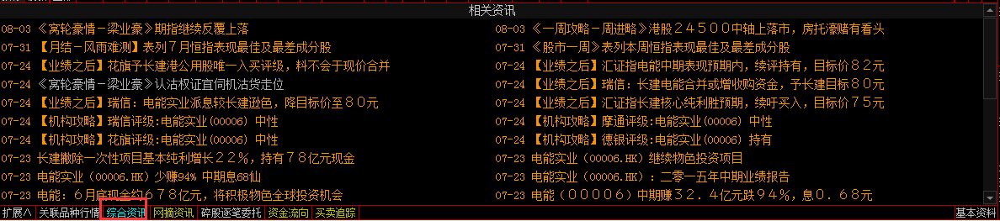 相关资讯
08-03 《窝轮豪情－梁业豪》期指继续反覆上落
07-31 【月结－风雨难测】表列７月恒指表现最佳及最差成分股
07-24 【业绩之后】花旗予长建港公用股唯一入买评级，料不会于现价合并
07-24 《窝轮豪情－梁业豪》认沽权证宜伺机沽货走位
07-24 【业绩之后】瑞信：电能实业派息较长建逊色，降目标价至８０元
07-24 【机构攻略】瑞信评级:电能实业(00006) 中性
07-24 【机构攻略】花旗评级:电能实业(00006) 中性
07-23 长建撇除一次性项目基本纯利增长２２％，持有７８亿元现金
07-23 电能实业（00006.HK）少赚94% 中期息68仙
07-23 电能：６月底现金约６７８亿元，将积极物色全球投资机会
08-03 《一周攻略－周进略》港股２４５００中轴上落市，房托濠赌有看头
07-31 《股市一周》表列本周恒指表现最佳及最差成分股
07-24 【业绩之后】汇证指电能中期表现预期内，续评持有，目标价８２元
07-24 【业绩之后】瑞信：长建电能合并或增收购资金，予长建目标８０元
07-24 【业绩之后】汇证指长建核心纯利胜预期，续吁买入，目标价７５元
07-24 【机构攻略】摩通评级:电能实业(00006) 中性
07-24 【机构攻略】德银评级:电能实业(00006) 持有
07-23 电能实业（00006.HK）继续物色投资项目
07-23 电能实业（00006.HK）：二零一五年中期业绩报告
07-23 电能（００００６）中期赚３２.４亿元跌９４％，息０.６８元
扩展∧ 关联品种行情 综合资讯 网摘资讯 碎股逐笔委托 资金流向 买卖追踪 基本资料